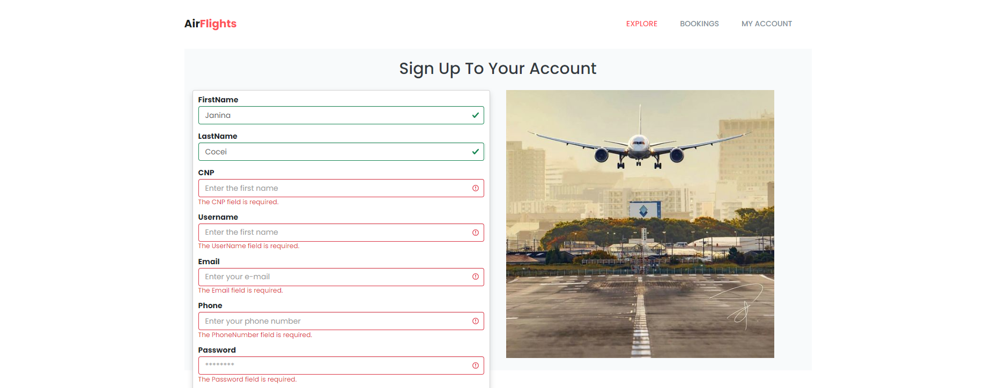 AirFlights
EXPLORE BOOKINGS MY ACCOUNT
Sign Up To Your Account
FirstName
Janina
LastName
Cocei
CNP
Enter the first name
The CNP field is required.
Username
Enter the first name
The UserName field is required.
Email
Enter your e-mail
The Email field is required.
Phone
Enter your phone number
The PhoneNumber field is required.
Password
********
The Password field is required.